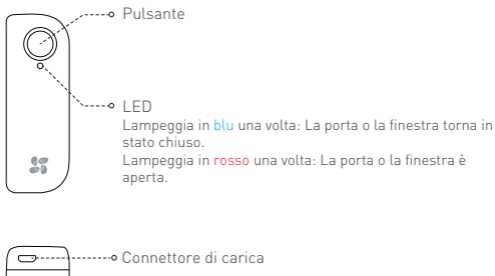 Pulsante
LED
Lampeggia in blu una volta: La porta o la finestra torna in
stato chiuso.
Lampeggia in rosso una volta: La porta o la finestra è
aperta.
Connettore di carica